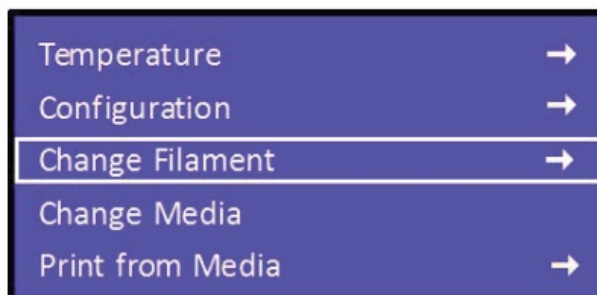 Temperature →
Configuration →
Change Filament →
Change Media
Print from Media →